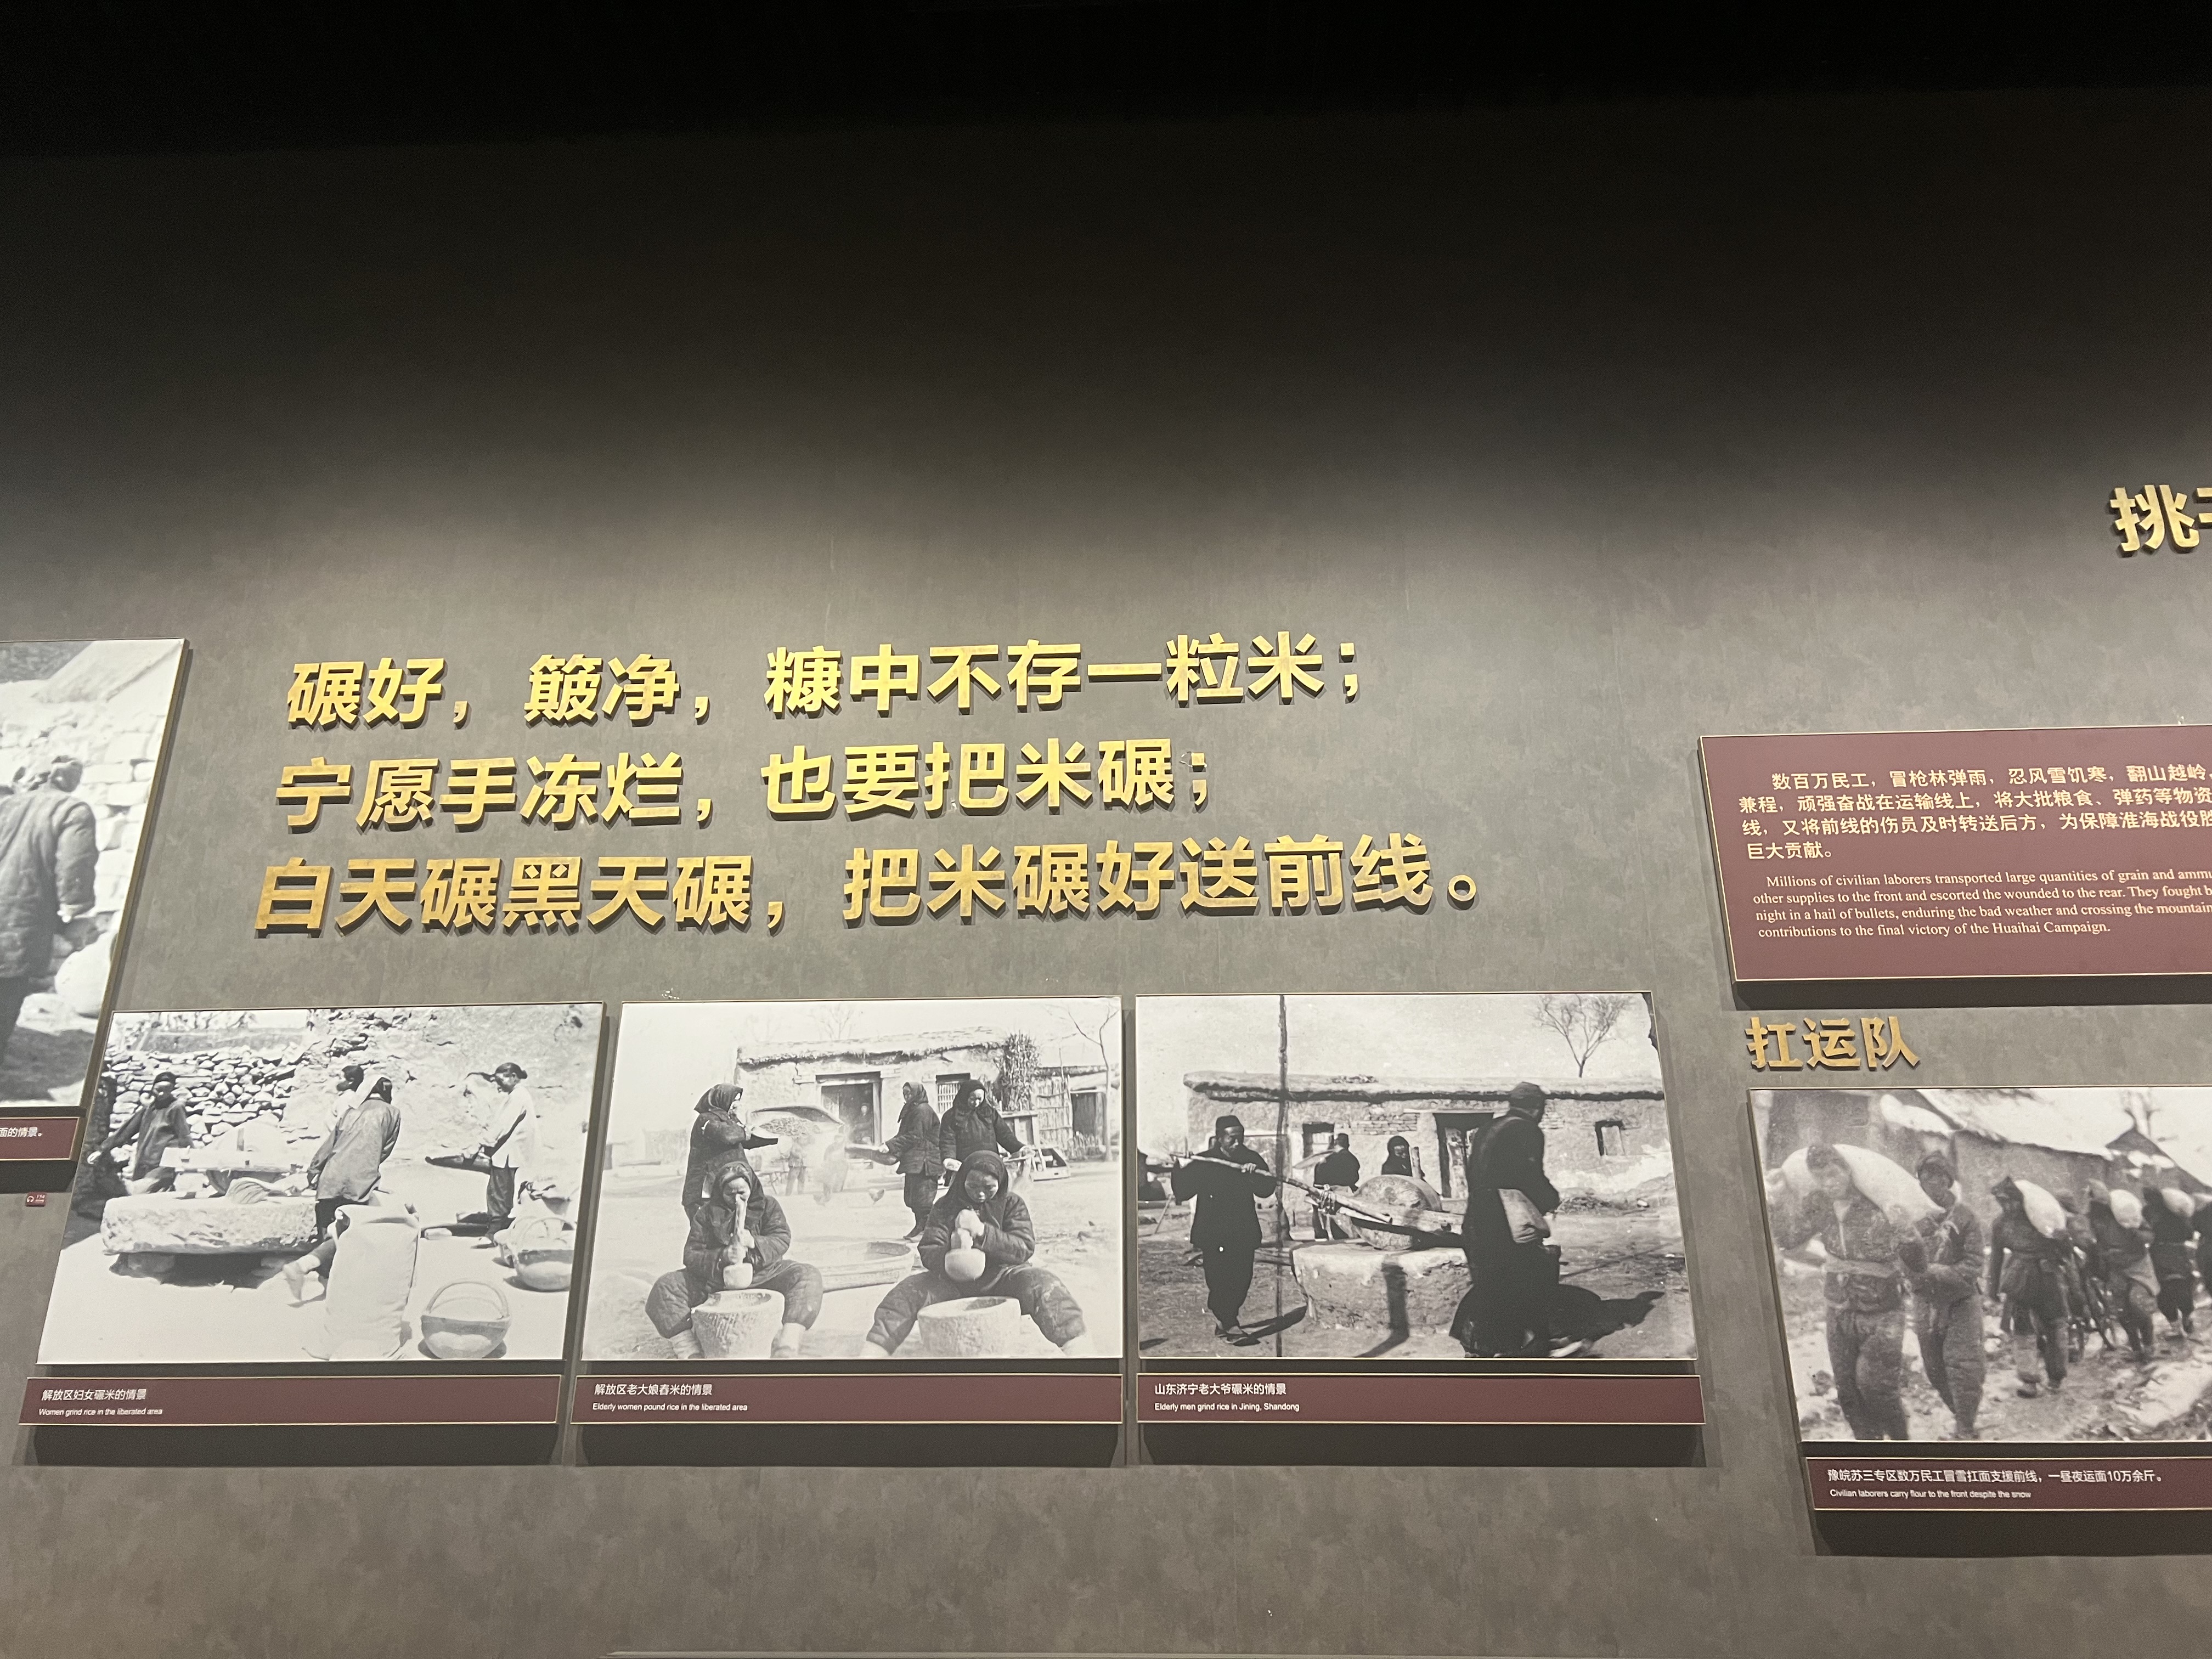 碾好，簸净，糠中不存一粒米；
宁愿手冻烂，也要把米碾；
白天碾黑天碾，把米碾好送前线。
挑
数百万民工，冒枪林弹雨，忍风雪饥寒，翻山越岭，
兼程，顽强奋战在运输线上，将大批粮食、弹药等物资
线，又将前线的伤员及时转送后方，为保障淮海战役胜
巨大贡献。
Millions of civilian laborers transported large quantities of grain and ammu
other supplies to the front and escorted the wounded to the rear. They fought b
night in a hail of bullets, enduring the bad weather and crossing the mountain
contributions to the final victory of the Huaihai Campaign.
扛运队
面的情景。
解放区妇女碾米的情景
Women grind rice in the liberated area
解放区老大娘舂米的情景
Elderly women pound rice in the liberated area
山东济宁老大爷碾米的情景
Elderly men grind rice in Jining, Shandong
豫皖苏三专区数万民工冒雪扛面支援前线，一昼夜运面10万余斤。
Civilian laborers carry flour to the front despite the snow